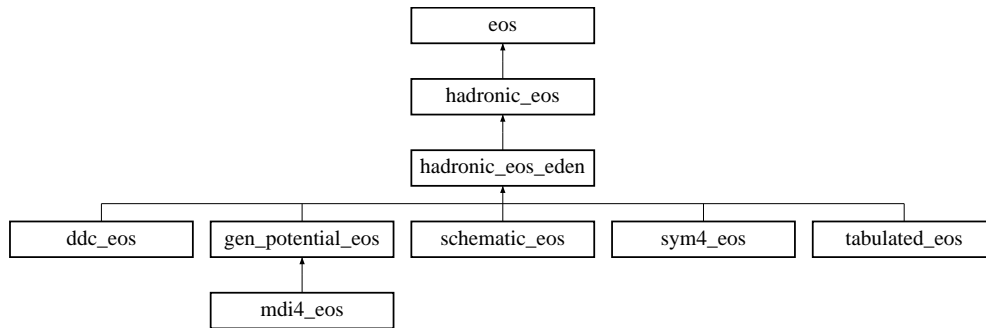 eos
hadronic_eos
hadronic_eos_eden
ddc_eos gen_potential_eos schematic_eos sym4_eos tabulated_eos
mdi4_eos